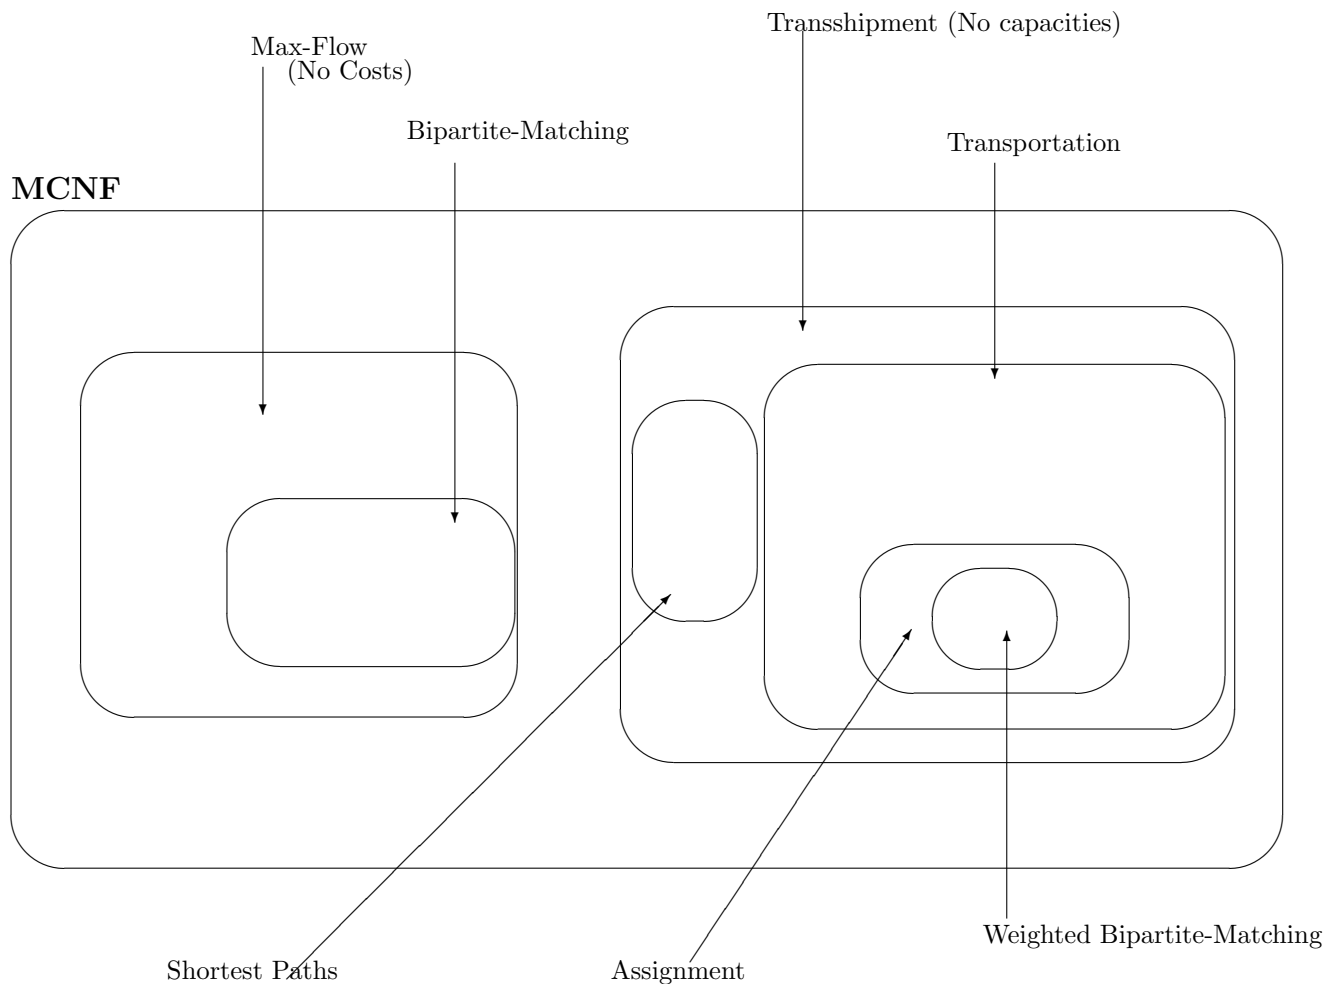 Transshipment (No capacities)
Max-Flow
(No Costs)
Bipartite-Matching
Transportation
MCNF
Weighted Bipartite-Matching
Shortest Paths
Assignment